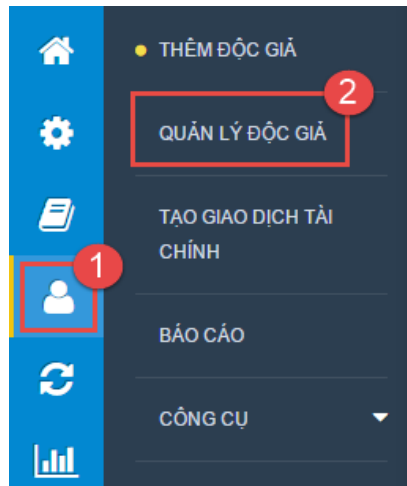 THÊM ĐỘC GIẢ
2
QUẢN LÝ ĐỘC GIẢ
TẠO GIAO DỊCH TÀI
CHÍNH
1
BÁO CÁO
CÔNG CỤ